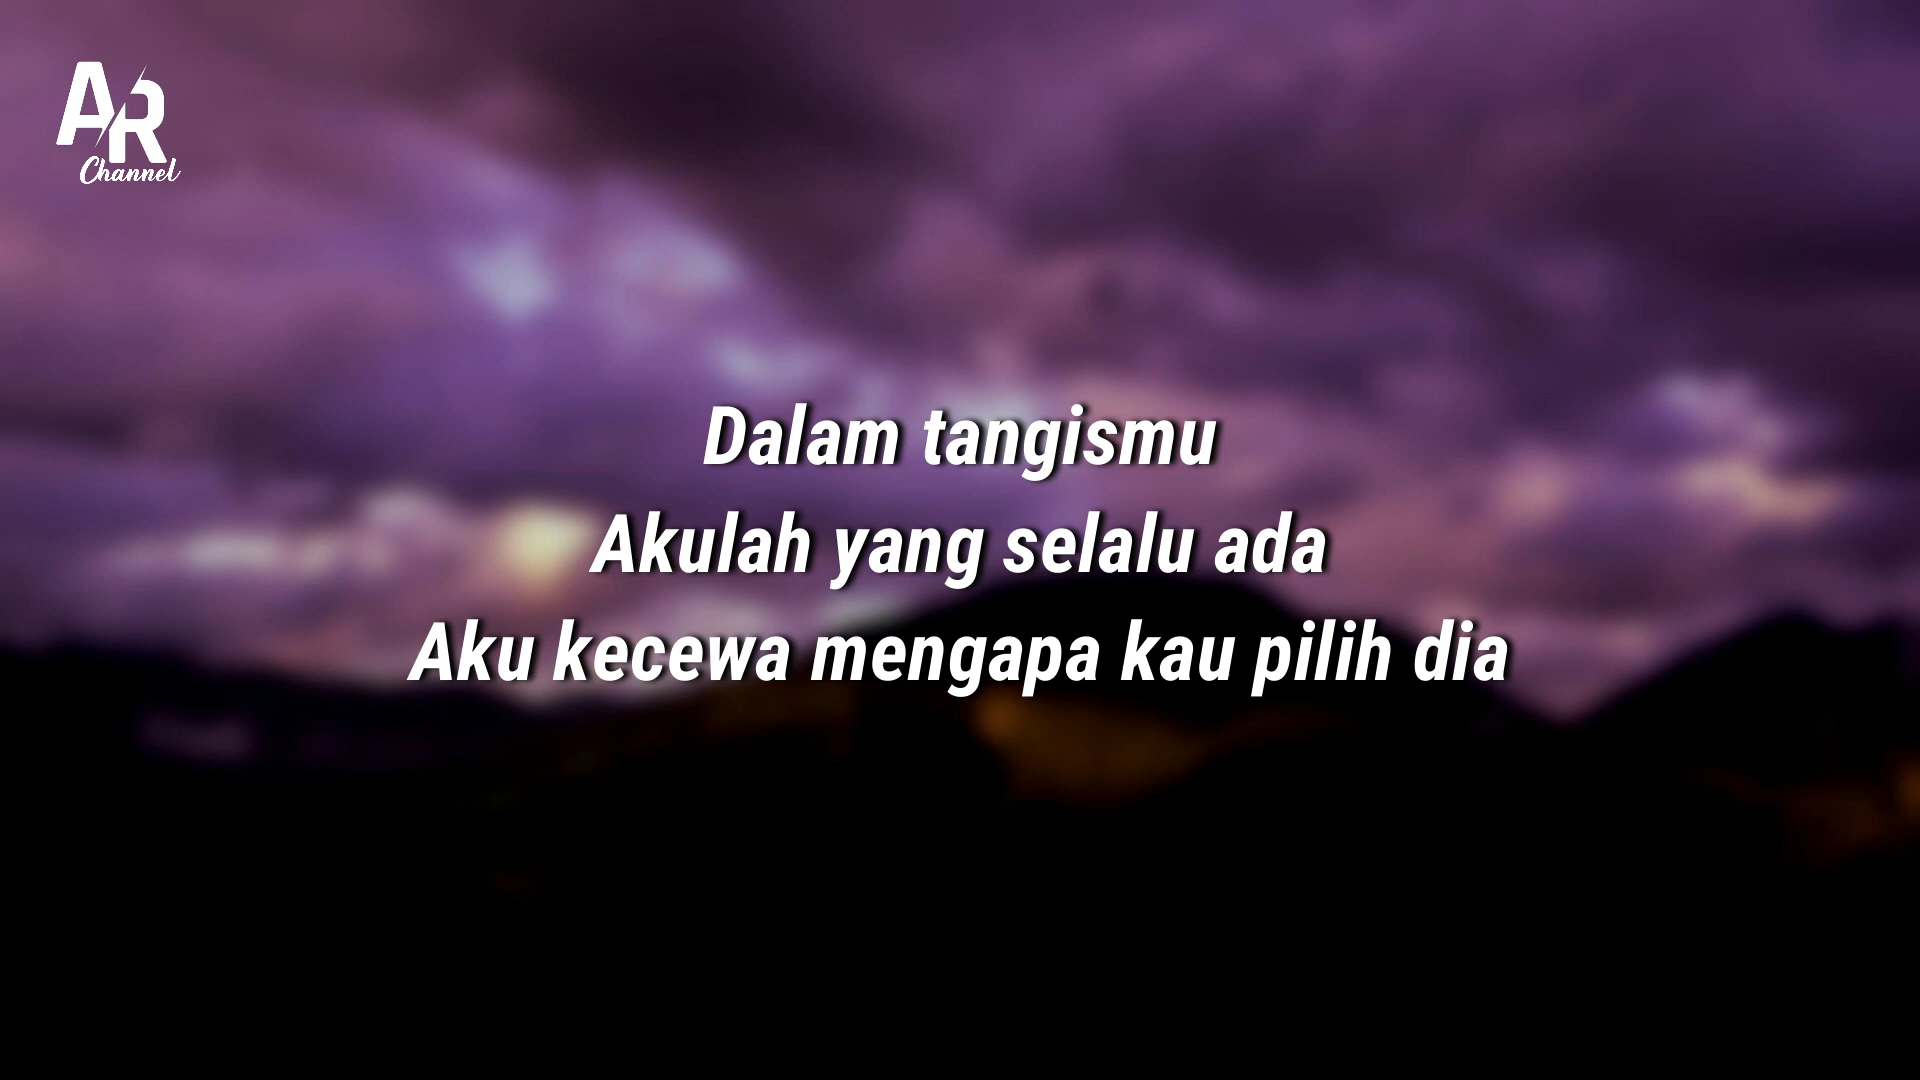 AR
Channel
Dalam tangismu
Akulah yang selalu ada
Aku kecewa mengapa kau pilih dia